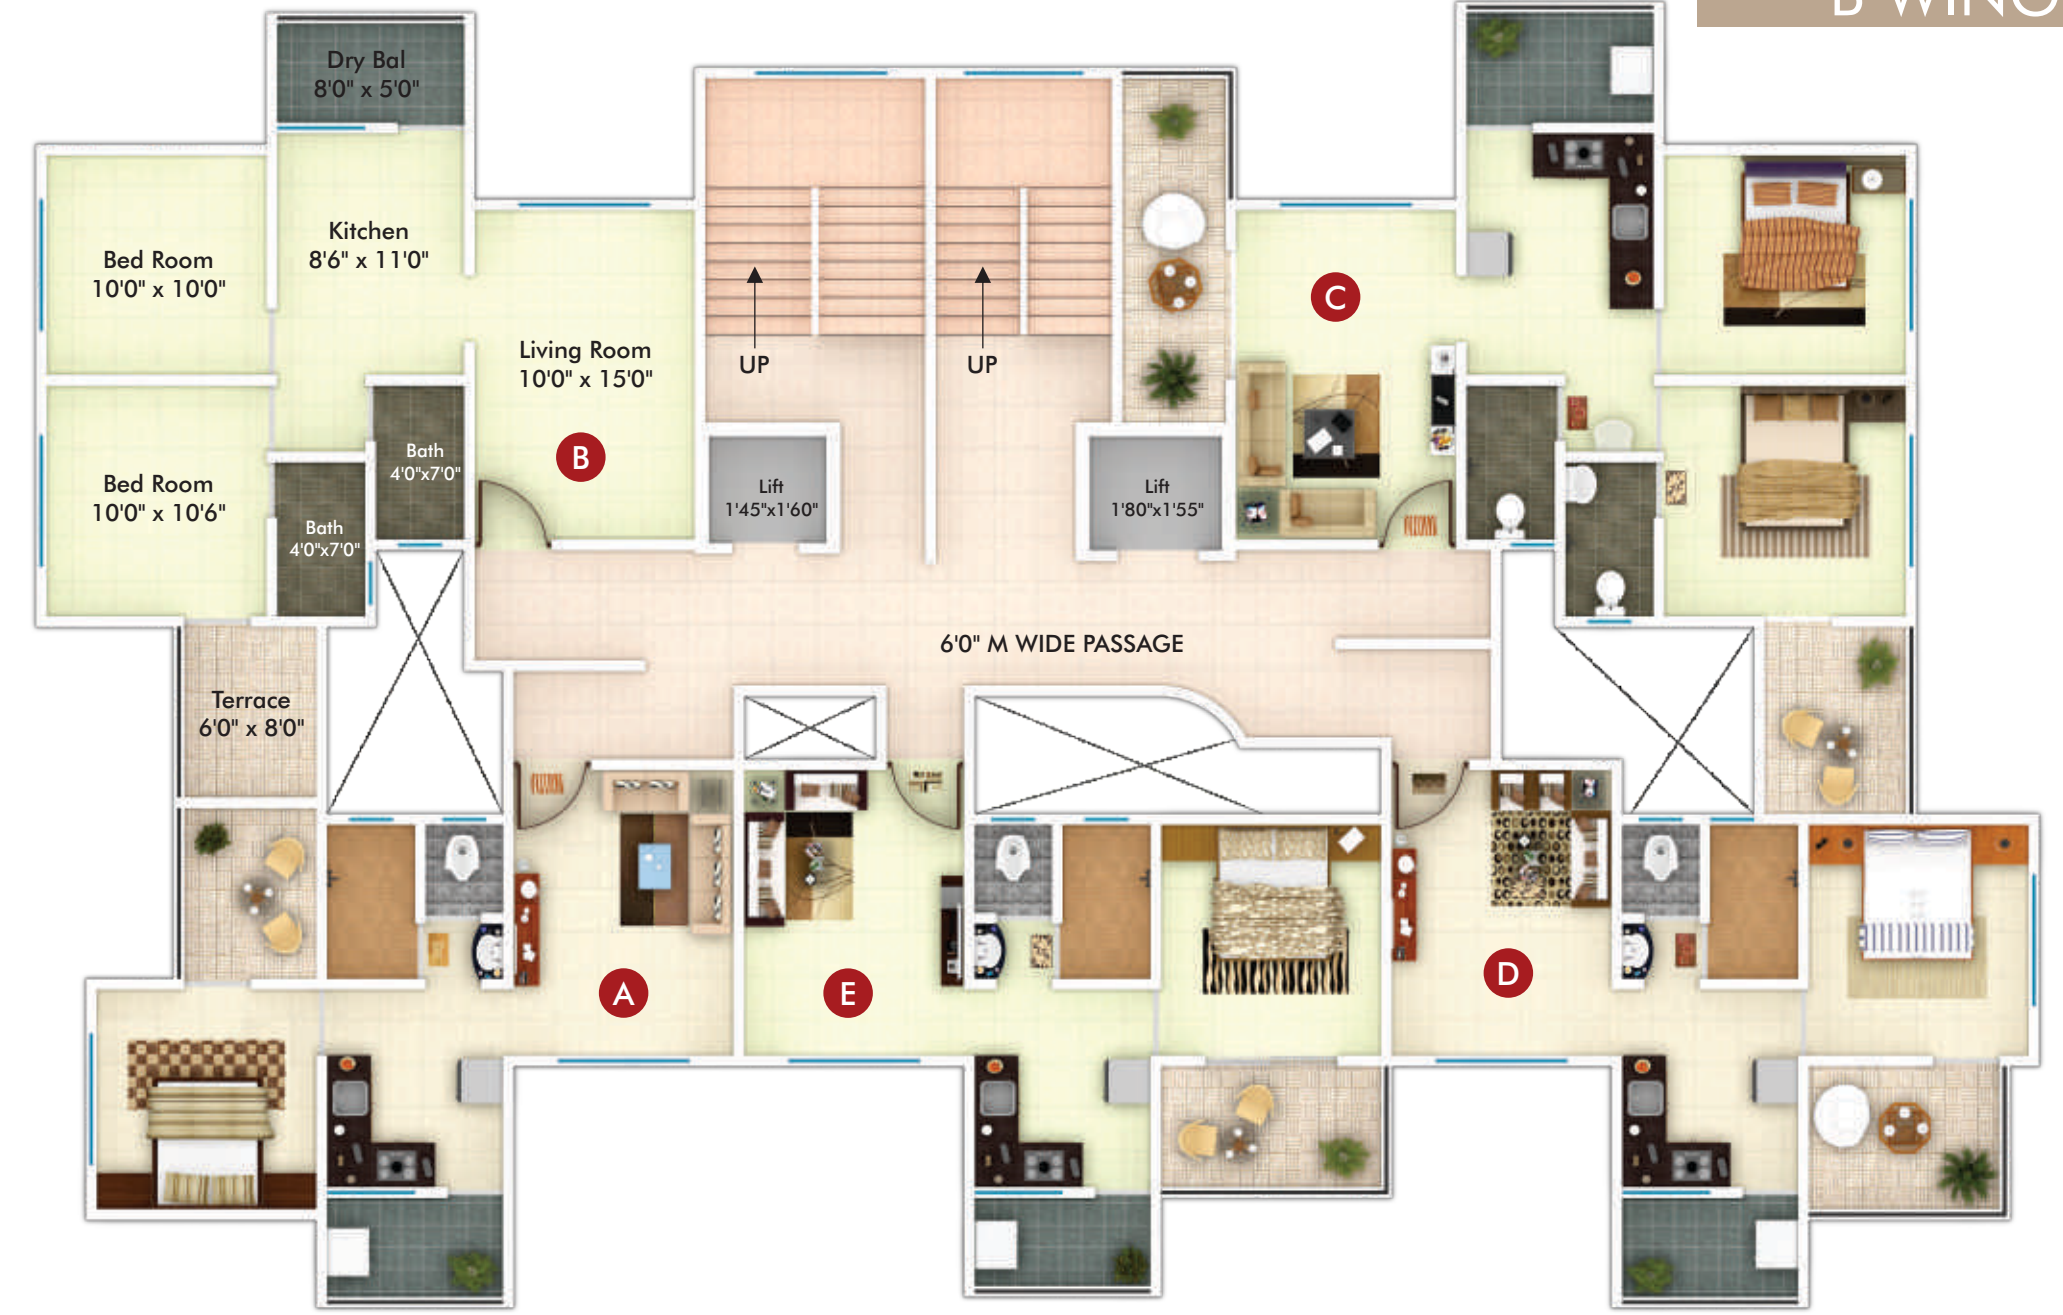 B WING
Dry Bal
8'0" x 5'0"
Kitchen
8'6" x 11'0"
Bed Room
10'0" x 10'0"
Living Room
10'0" x 15'0"
UP
UP
C
B
Bath
4'0"x7'0"
Bed Room
10'0" x 10'6"
Bath
4'0"x7'0"
Lift
1'45"x1'60"
Lift
1'80"x1'55"
6'0" M WIDE PASSAGE
Terrace
6'0" x 8'0"
A
E
D